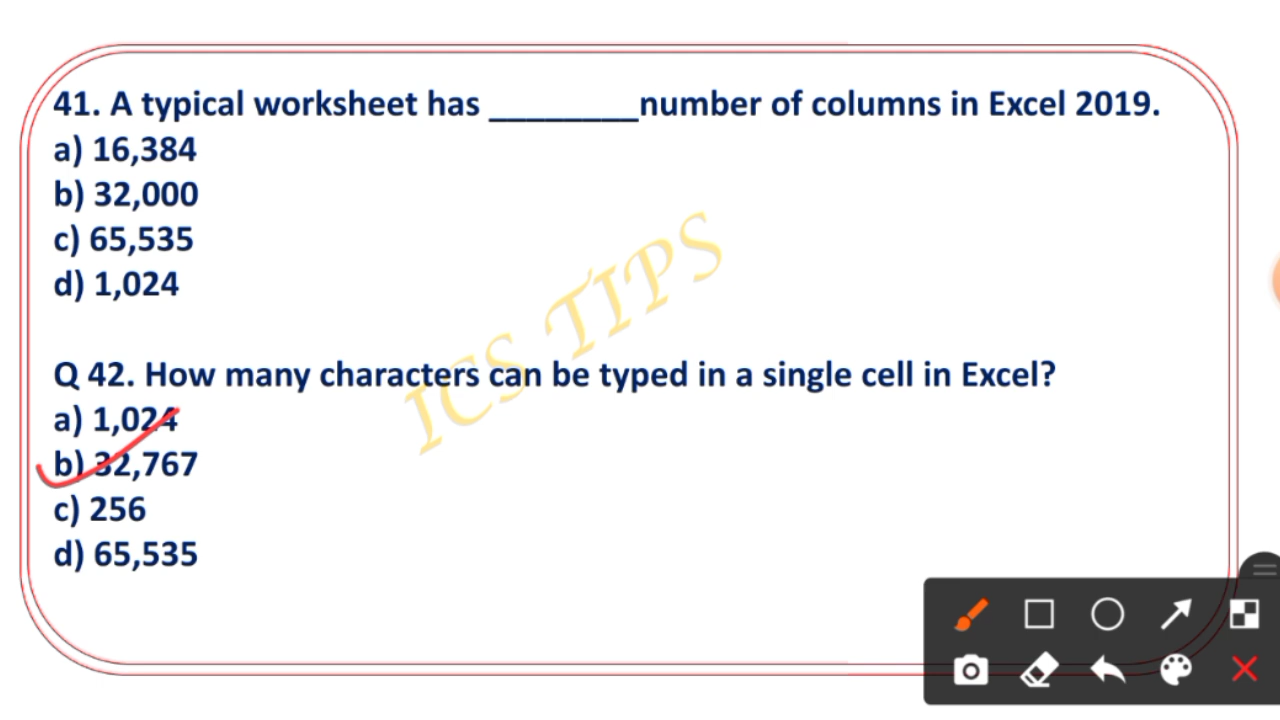 41. A typical worksheet has ________number of columns in Excel 2019.
a) 16,384
b) 32,000
c) 65,535
d) 1,024
ICS TIPS
Q 42. How many characters can be typed in a single cell in Excel?
a) 1,024
b) 32,767
c) 256
d) 65,535